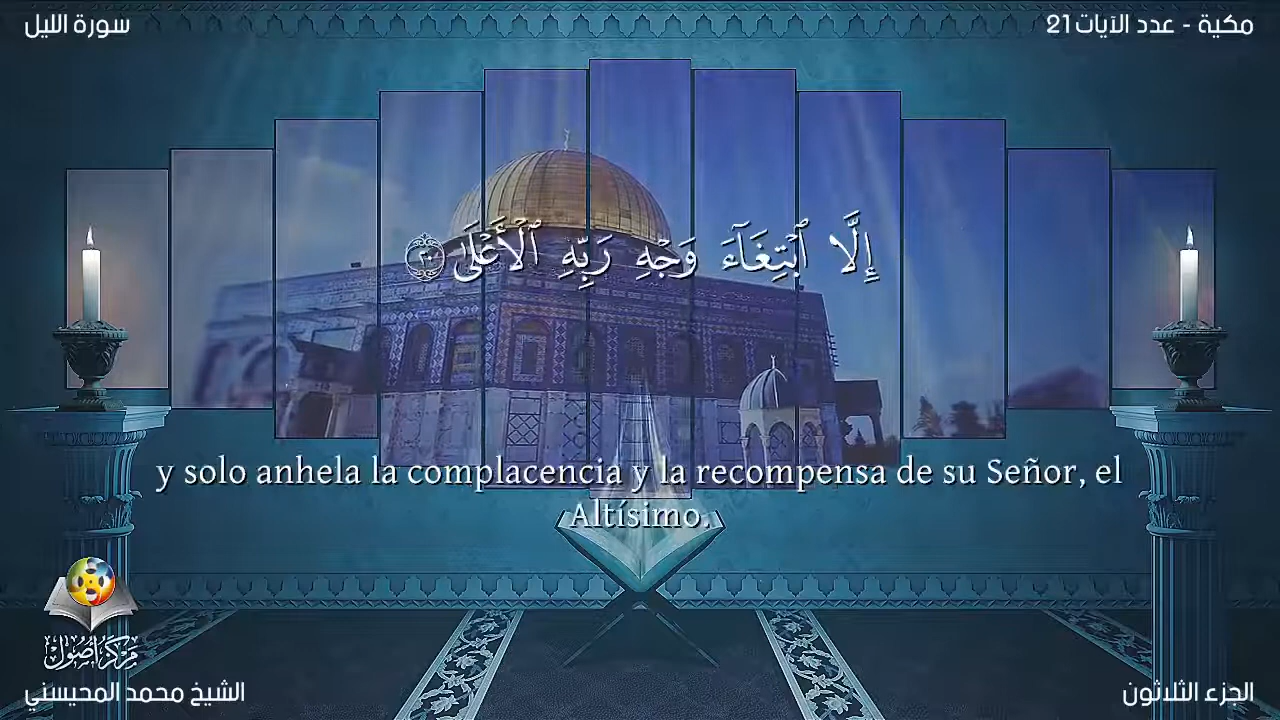 سورة الليل
مكية - عدد الآيات 21
إِلَّا ٱبْتِغَآءَ وَجْهِ رَبِّهِ ٱلْأَعْلَىٰ ٢٠
y solo anhela la complacencia y la recompensa de su Señor, el
Altísimo.
مركز أصول
الشيخ محمد المحيسني
الجزء الثلاثون